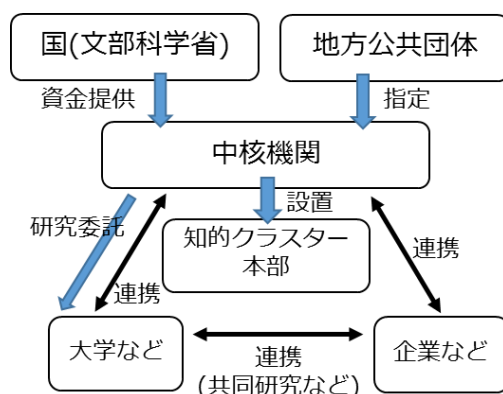 国(文部科学省)
地方公共団体
資金提供
指定
中核機関
設置
研究委託
知的クラスター
本部
連携
連携
大学など
連携
(共同研究など)
企業など